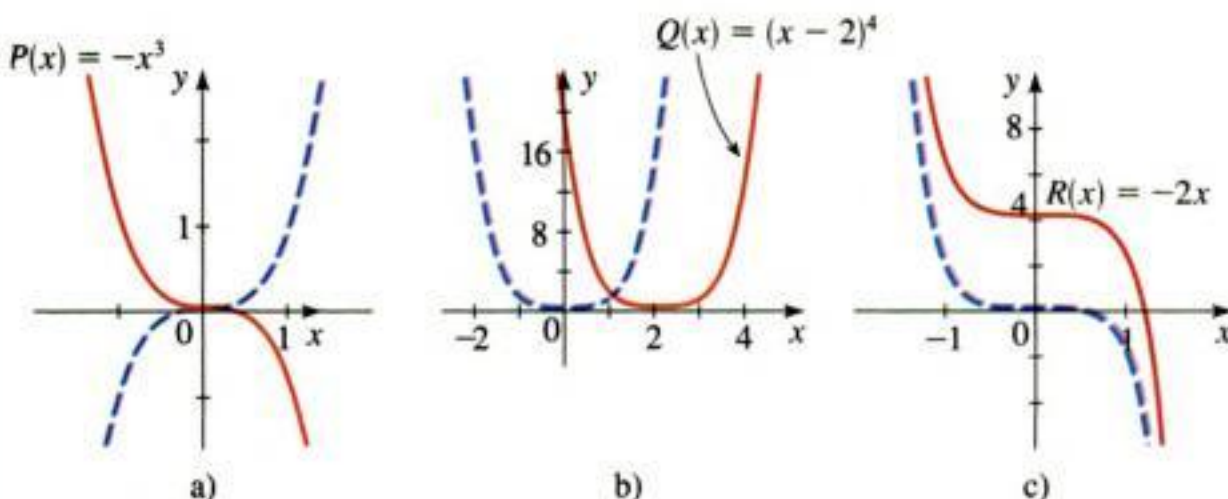 P(x) = −x³
y
1
0
1
x
a)
Q(x) = (x − 2)⁴
y
16
8
−2
0
2
4
x
b)
y
8
4
R(x) = −2x
−1
0
1
x
c)